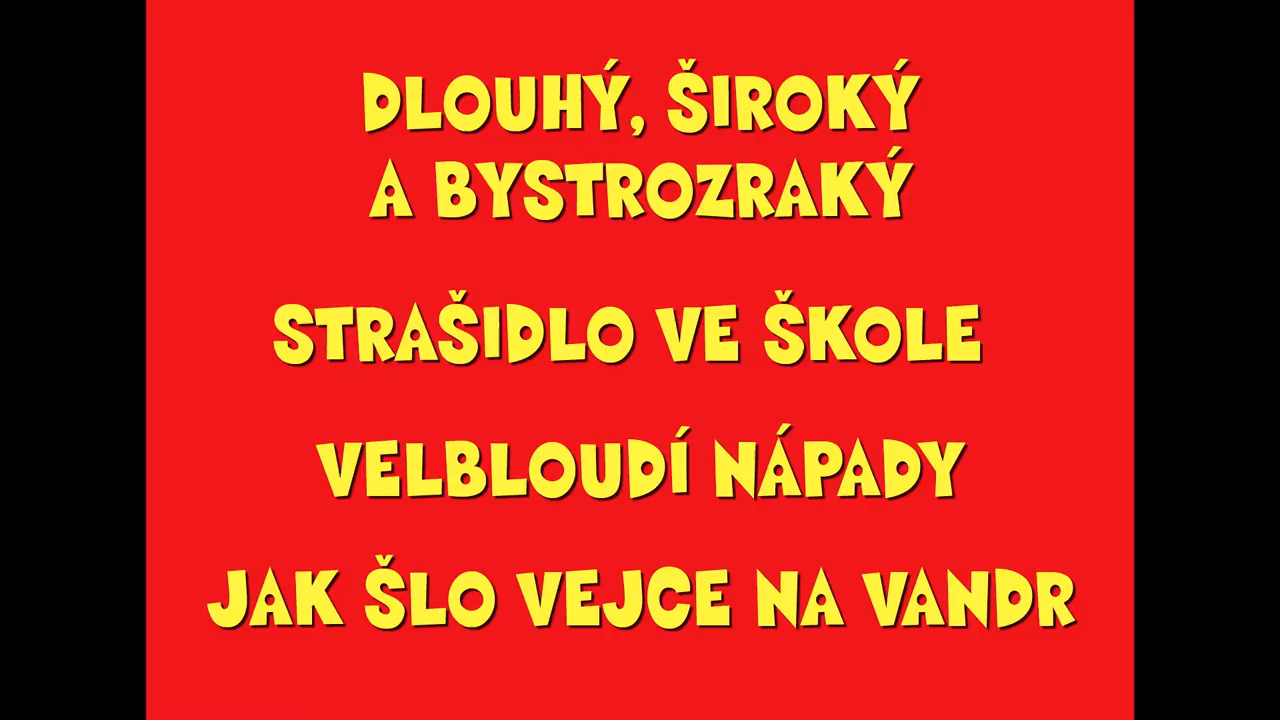 DLOUHÝ, ŠIROKÝ
A BYSTROZRAKÝ
STRAŠIDLO VE ŠKOLE
VELBLOUDÍ NÁPADY
JAK ŠLO VEJCE NA VANDR